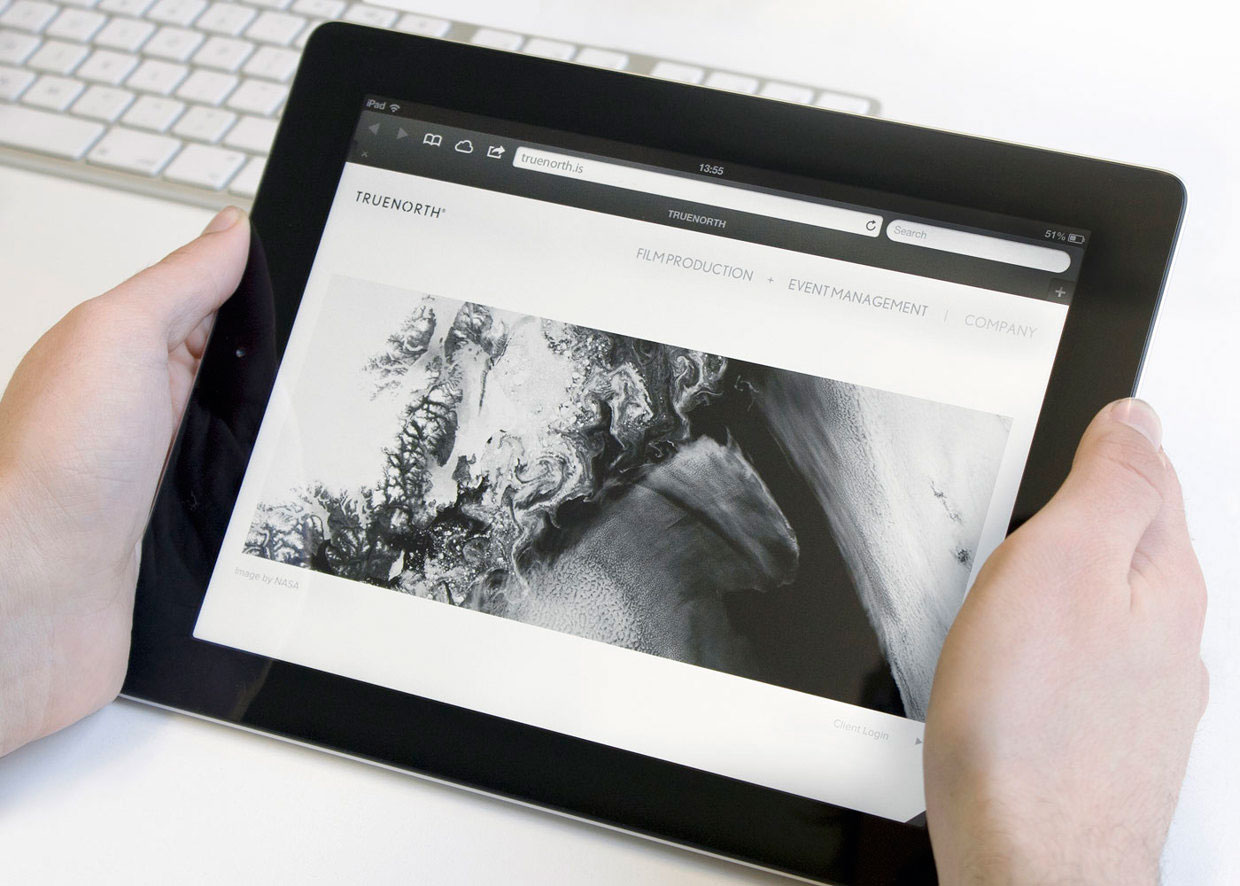 iPad
13:55
51%
truenorth.is
Search
TRUENORTH
TRUENORTH®
FILM PRODUCTION + EVENT MANAGEMENT | COMPANY
Image by NASA
Client Login